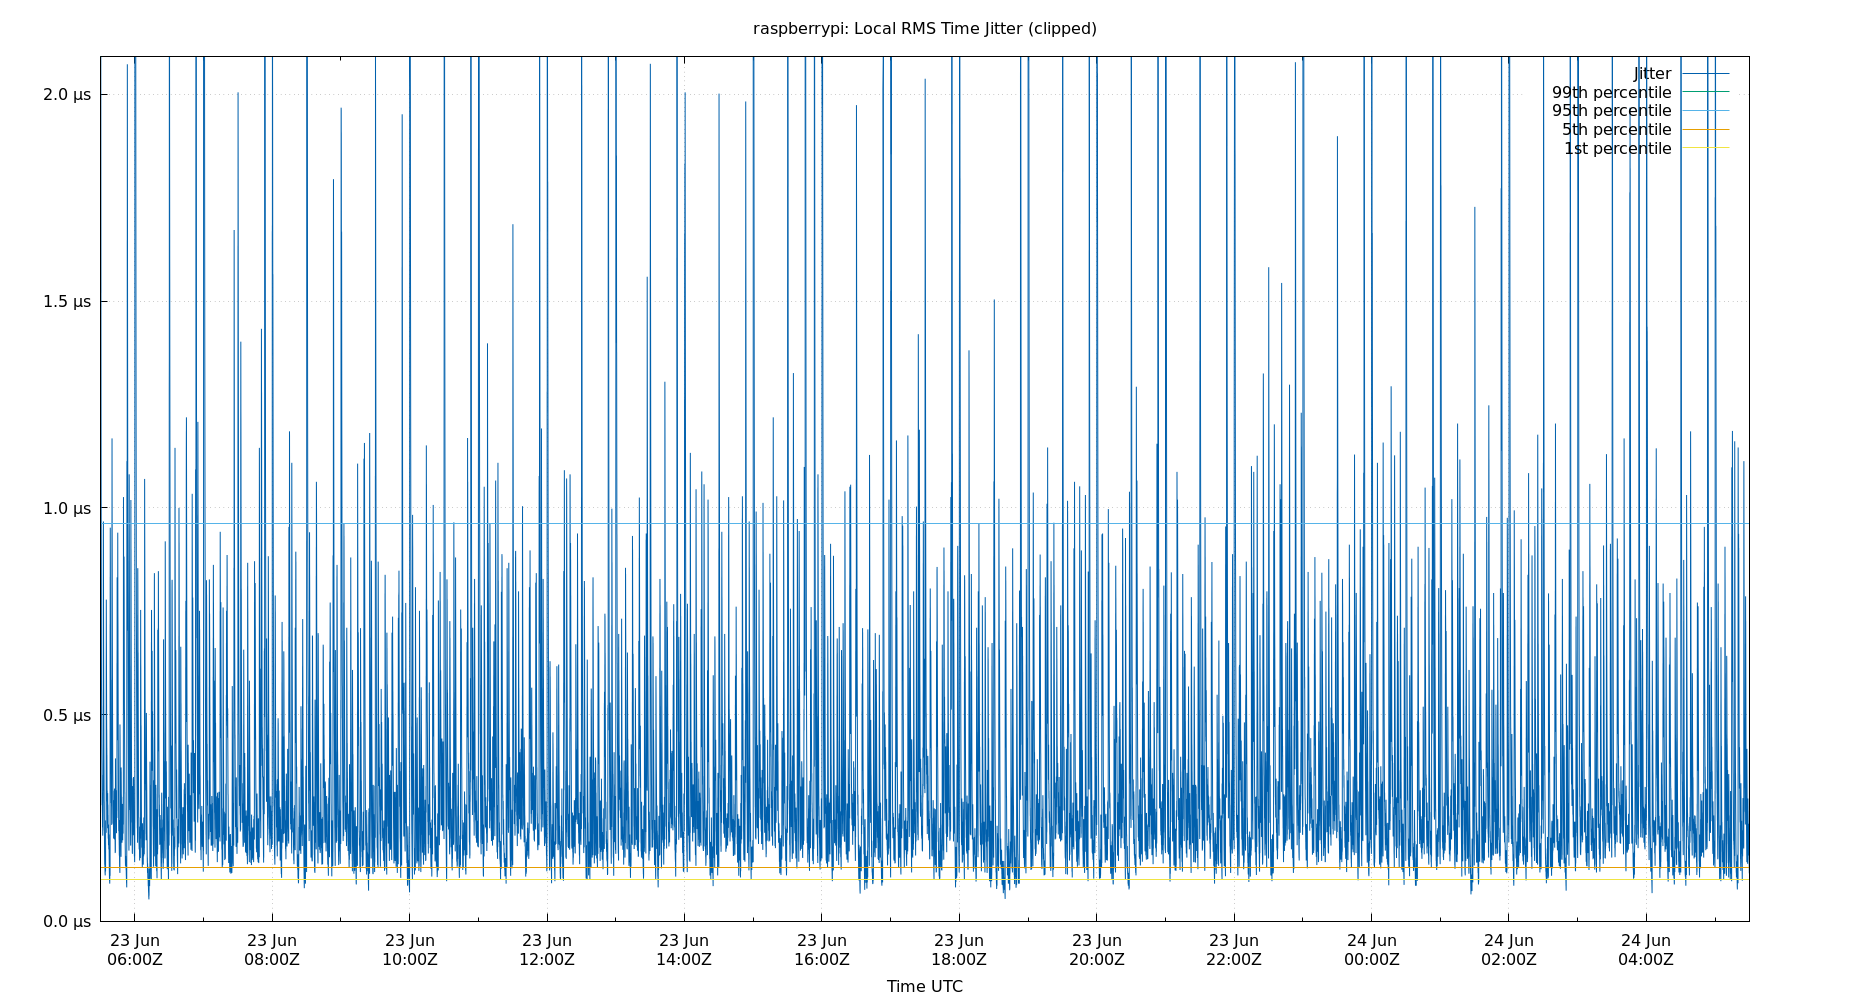 raspberrypi: Local RMS Time Jitter (clipped)
Jitter
99th percentile
95th percentile
5th percentile
1st percentile
2.0 µs
1.5 µs
1.0 µs
0.5 µs
0.0 µs
23 Jun 23 Jun 23 Jun 23 Jun 23 Jun 23 Jun 23 Jun 23 Jun 23 Jun 24 Jun 24 Jun 24 Jun
06:00Z 08:00Z 10:00Z 12:00Z 14:00Z 16:00Z 18:00Z 20:00Z 22:00Z 00:00Z 02:00Z 04:00Z
Time UTC